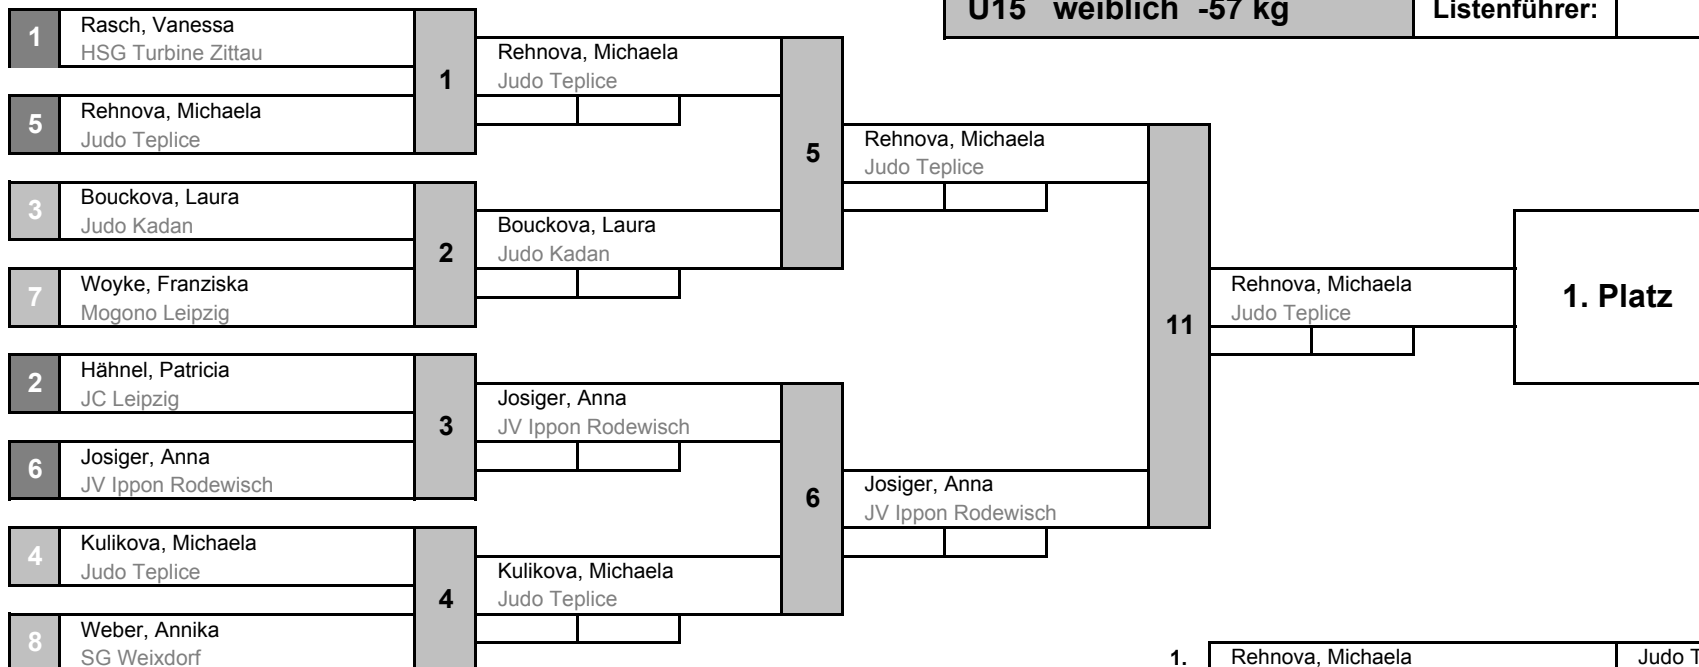 U15 weiblich -57 kg
Listenführer:
1
Rasch, Vanessa
HSG Turbine Zittau
5
Rehnova, Michaela
Judo Teplice
1
Rehnova, Michaela
Judo Teplice
3
Bouckova, Laura
Judo Kadan
7
Woyke, Franziska
Mogono Leipzig
2
Bouckova, Laura
Judo Kadan
5
Rehnova, Michaela
Judo Teplice
2
Hähnel, Patricia
JC Leipzig
6
Josiger, Anna
JV Ippon Rodewisch
3
Josiger, Anna
JV Ippon Rodewisch
4
Kulikova, Michaela
Judo Teplice
8
Weber, Annika
SG Weixdorf
4
Kulikova, Michaela
Judo Teplice
6
Josiger, Anna
JV Ippon Rodewisch
11
Rehnova, Michaela
Judo Teplice
1. Platz
1. Rehnova, Michaela Judo